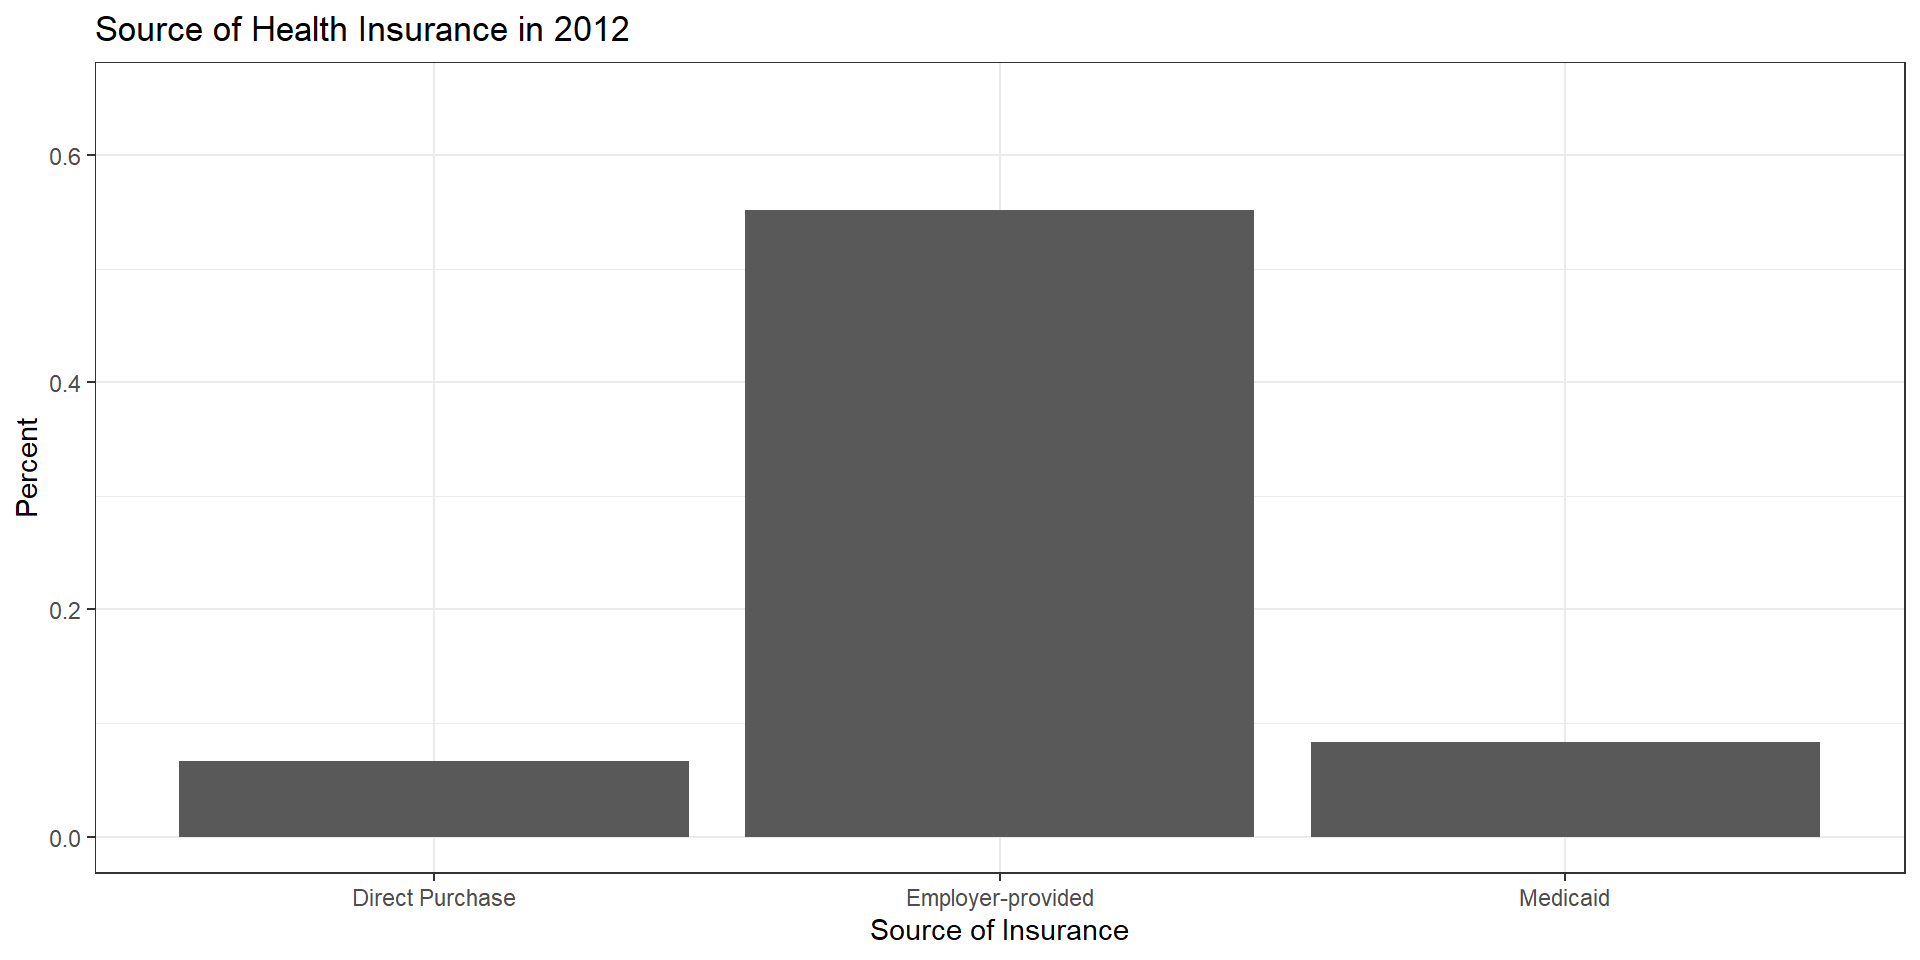 Source of Health Insurance in 2012
Percent
0.6
0.4
0.2
0.0
Direct Purchase
Employer-provided
Medicaid
Source of Insurance